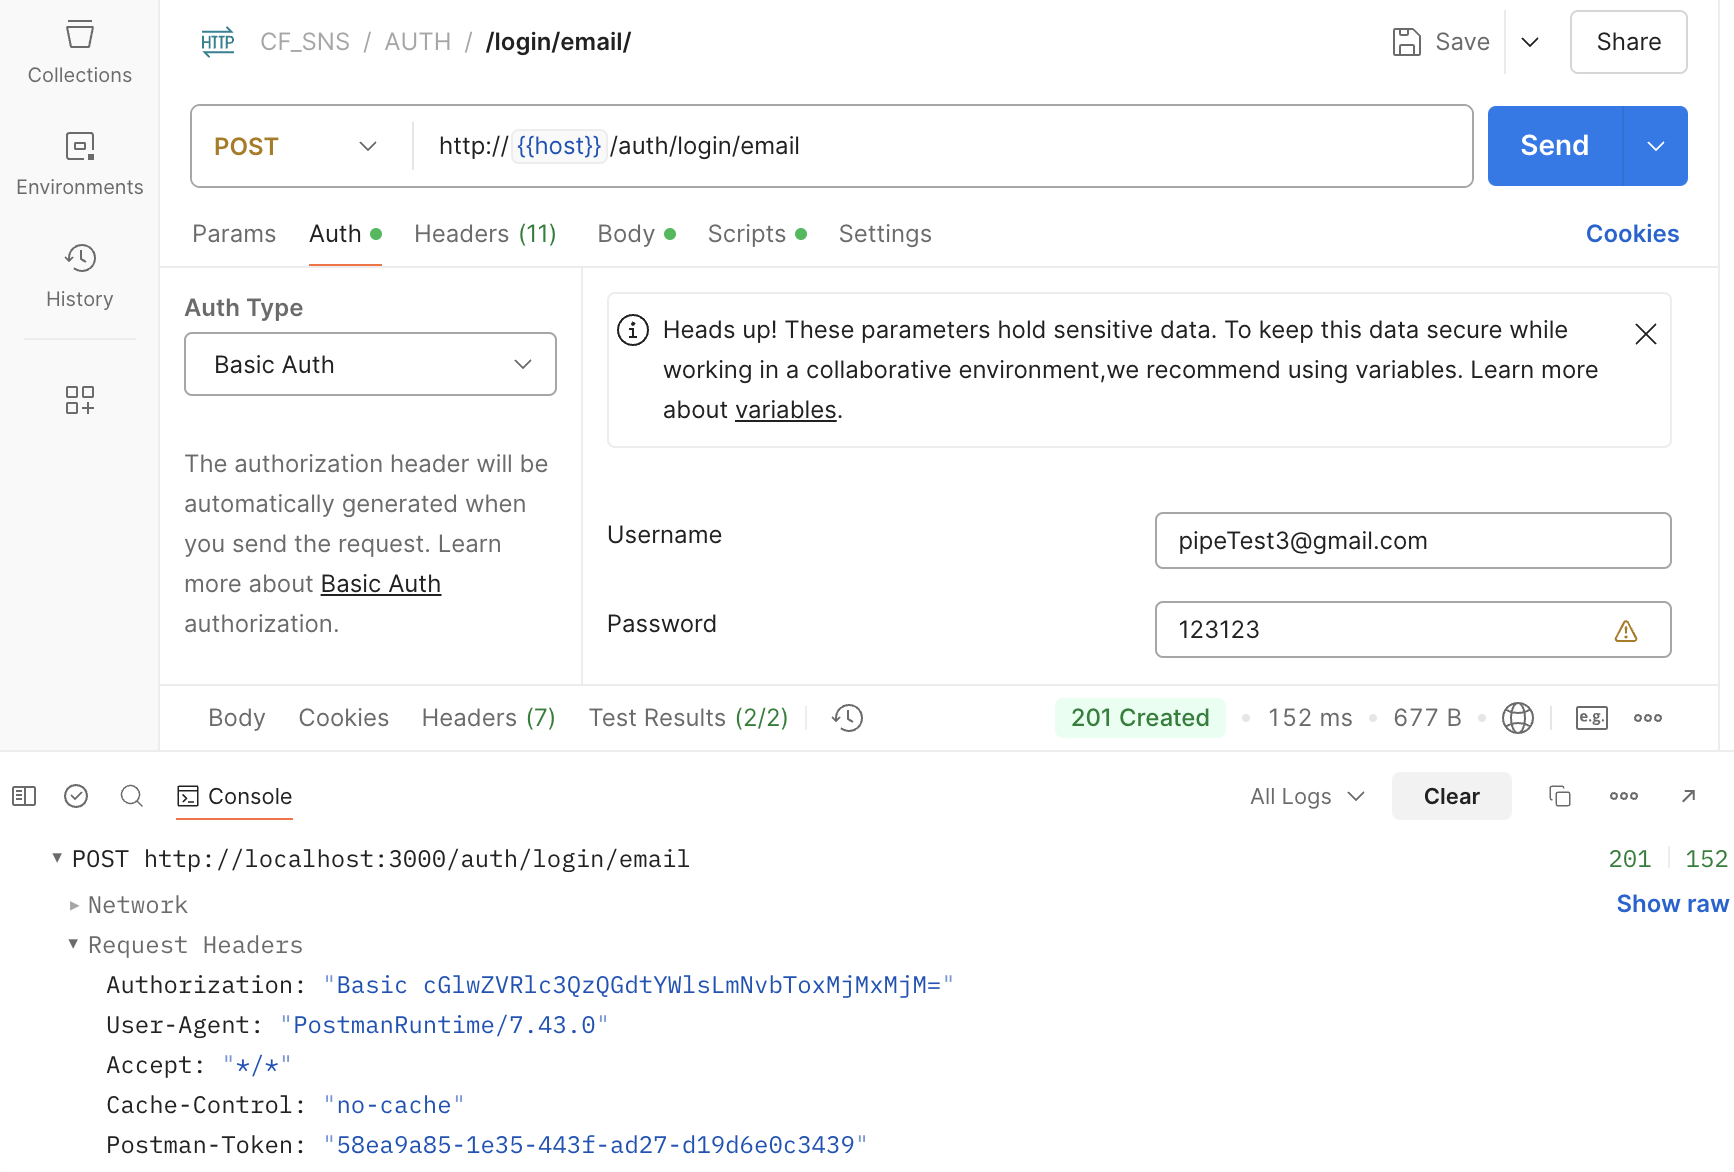 Collections
Environments
History
HTTP CF_SNS / AUTH / /login/email/
Save
Share
POST http://{{host}}/auth/login/email
Send
Params Auth Headers (11) Body Scripts Settings Cookies
Auth Type
Basic Auth
The authorization header will be
automatically generated when
you send the request. Learn
more about Basic Auth
authorization.
Heads up! These parameters hold sensitive data. To keep this data secure while
working in a collaborative environment,we recommend using variables. Learn more
about variables.
Username
pipeTest3@gmail.com
Password
123123
Body Cookies Headers (7) Test Results (2/2) 201 Created 152 ms 677 B e.g.
Console All Logs Clear
POST http://localhost:3000/auth/login/email 201 152
Network Show raw
Request Headers
Authorization: "Basic cGlwZVRlc3QzQGdtYWlsLmNvbToxMjMxMjM="
User-Agent: "PostmanRuntime/7.43.0"
Accept: "*/*"
Cache-Control: "no-cache"
Postman-Token: "58ea9a85-1e35-443f-ad27-d19d6e0c3439"